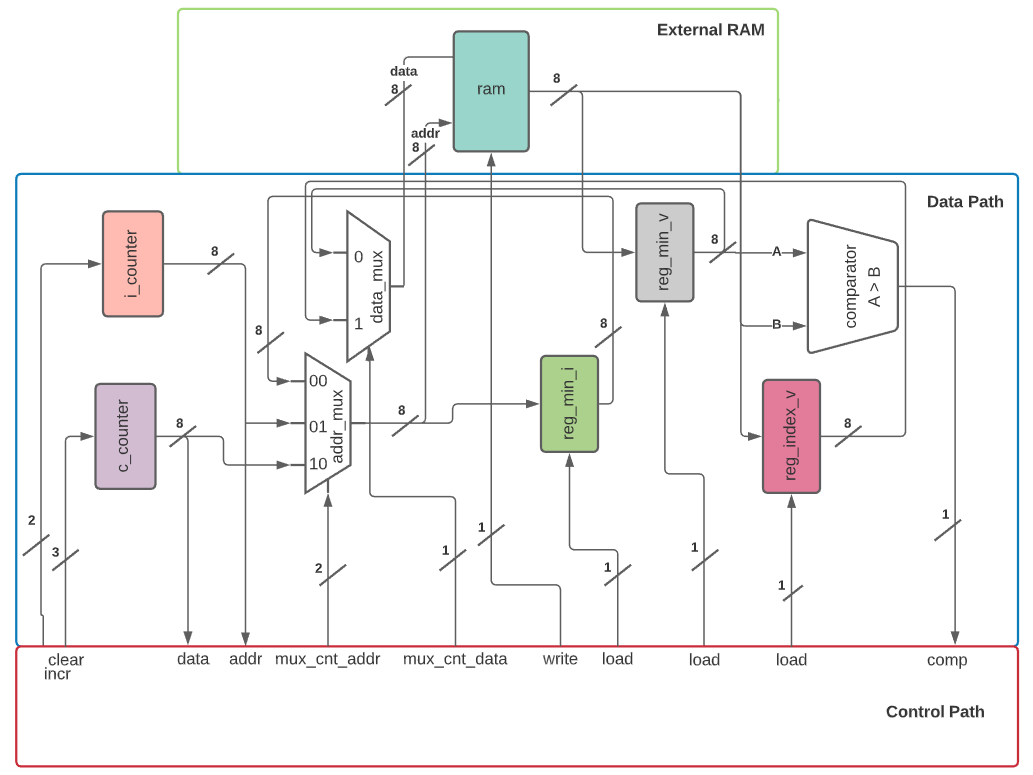 External RAM
data
8
ram
8
addr
8
Data Path
i_counter
8
0
data_mux
1
reg_min_v
8
A
comparator
A > B
B
8
8
c_counter
8
00
01
10
addr_mux
8
reg_min_i
reg_index_v
8
2
3
2
1
1
1
1
1
1
clear
incr
data
addr
mux_cnt_addr
mux_cnt_data
write
load
load
load
comp
Control Path